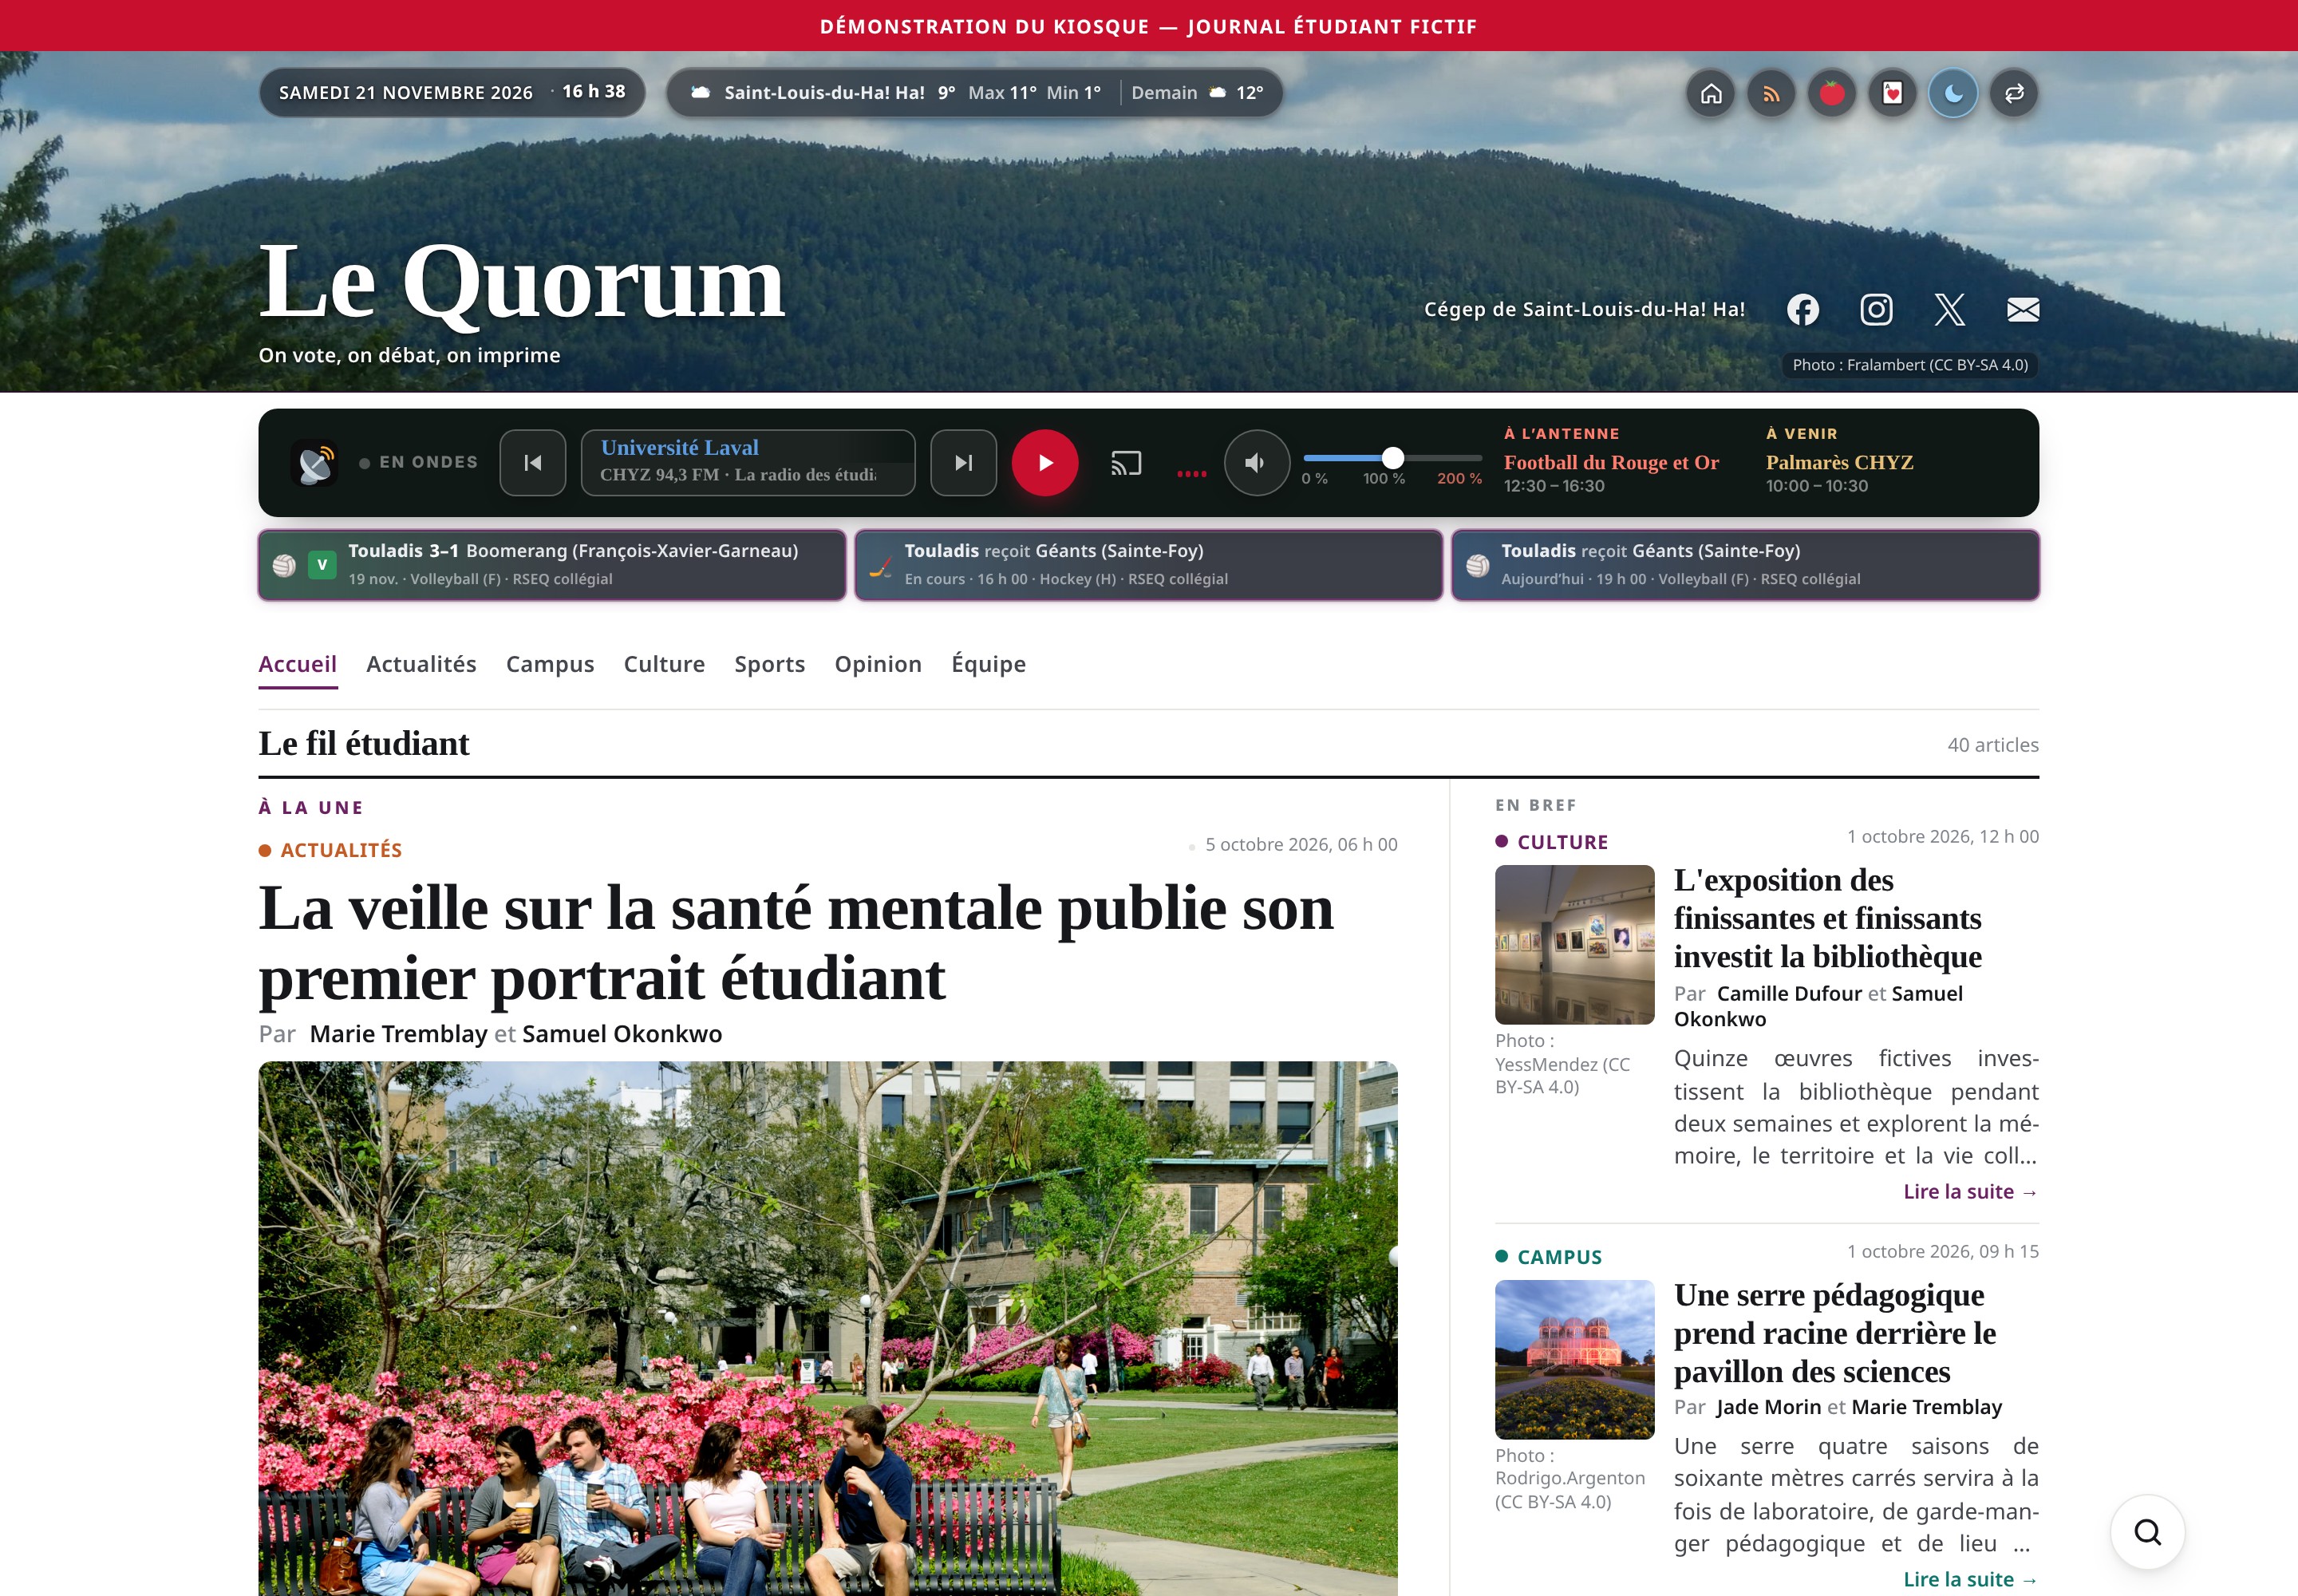 DÉMONSTRATION DU KIOSQUE — JOURNAL ÉTUDIANT FICTIF
SAMEDI 21 NOVEMBRE 2026 · 16 h 38
Saint-Louis-du-Ha! Ha! 9° Max 11° Min 1° Demain 12°
Le Quorum
On vote, on débat, on imprime
Cégep de Saint-Louis-du-Ha! Ha!
Photo : Fralambert (CC BY-SA 4.0)
EN ONDES
Université Laval
CHYZ 94,3 FM · La radio des étudi
0 % 100 % 200 %
À L’ANTENNE
Football du Rouge et Or
12:30 – 16:30
À VENIR
Palmarès CHYZ
10:00 – 10:30
V
Touladis 3–1 Boomerang (François-Xavier-Garneau)
19 nov. · Volleyball (F) · RSEQ collégial
Touladis reçoit Géants (Sainte-Foy)
En cours · 16 h 00 · Hockey (H) · RSEQ collégial
Touladis reçoit Géants (Sainte-Foy)
Aujourd’hui · 19 h 00 · Volleyball (F) · RSEQ collégial
Accueil Actualités Campus Culture Sports Opinion Équipe
Le fil étudiant
40 articles
À LA UNE
ACTUALITÉS
5 octobre 2026, 06 h 00
La veille sur la santé mentale publie son
premier portrait étudiant
Par Marie Tremblay et Samuel Okonkwo
EN BREF
CULTURE
1 octobre 2026, 12 h 00
L'exposition des
finissantes et finissants
investit la bibliothèque
Par Camille Dufour et Samuel
Okonkwo
Photo :
YessMendez (CC
BY-SA 4.0)
Quinze œuvres fictives inves-
tissent la bibliothèque pendant
deux semaines et explorent la mé-
moire, le territoire et la vie coll…
Lire la suite →
CAMPUS
1 octobre 2026, 09 h 15
Une serre pédagogique
prend racine derrière le
pavillon des sciences
Par Jade Morin et Marie Tremblay
Photo :
Rodrigo.Argenton
(CC BY-SA 4.0)
Une serre quatre saisons de
soixante mètres carrés servira à la
fois de laboratoire, de garde-man-
ger pédagogique et de lieu …
Lire la suite →